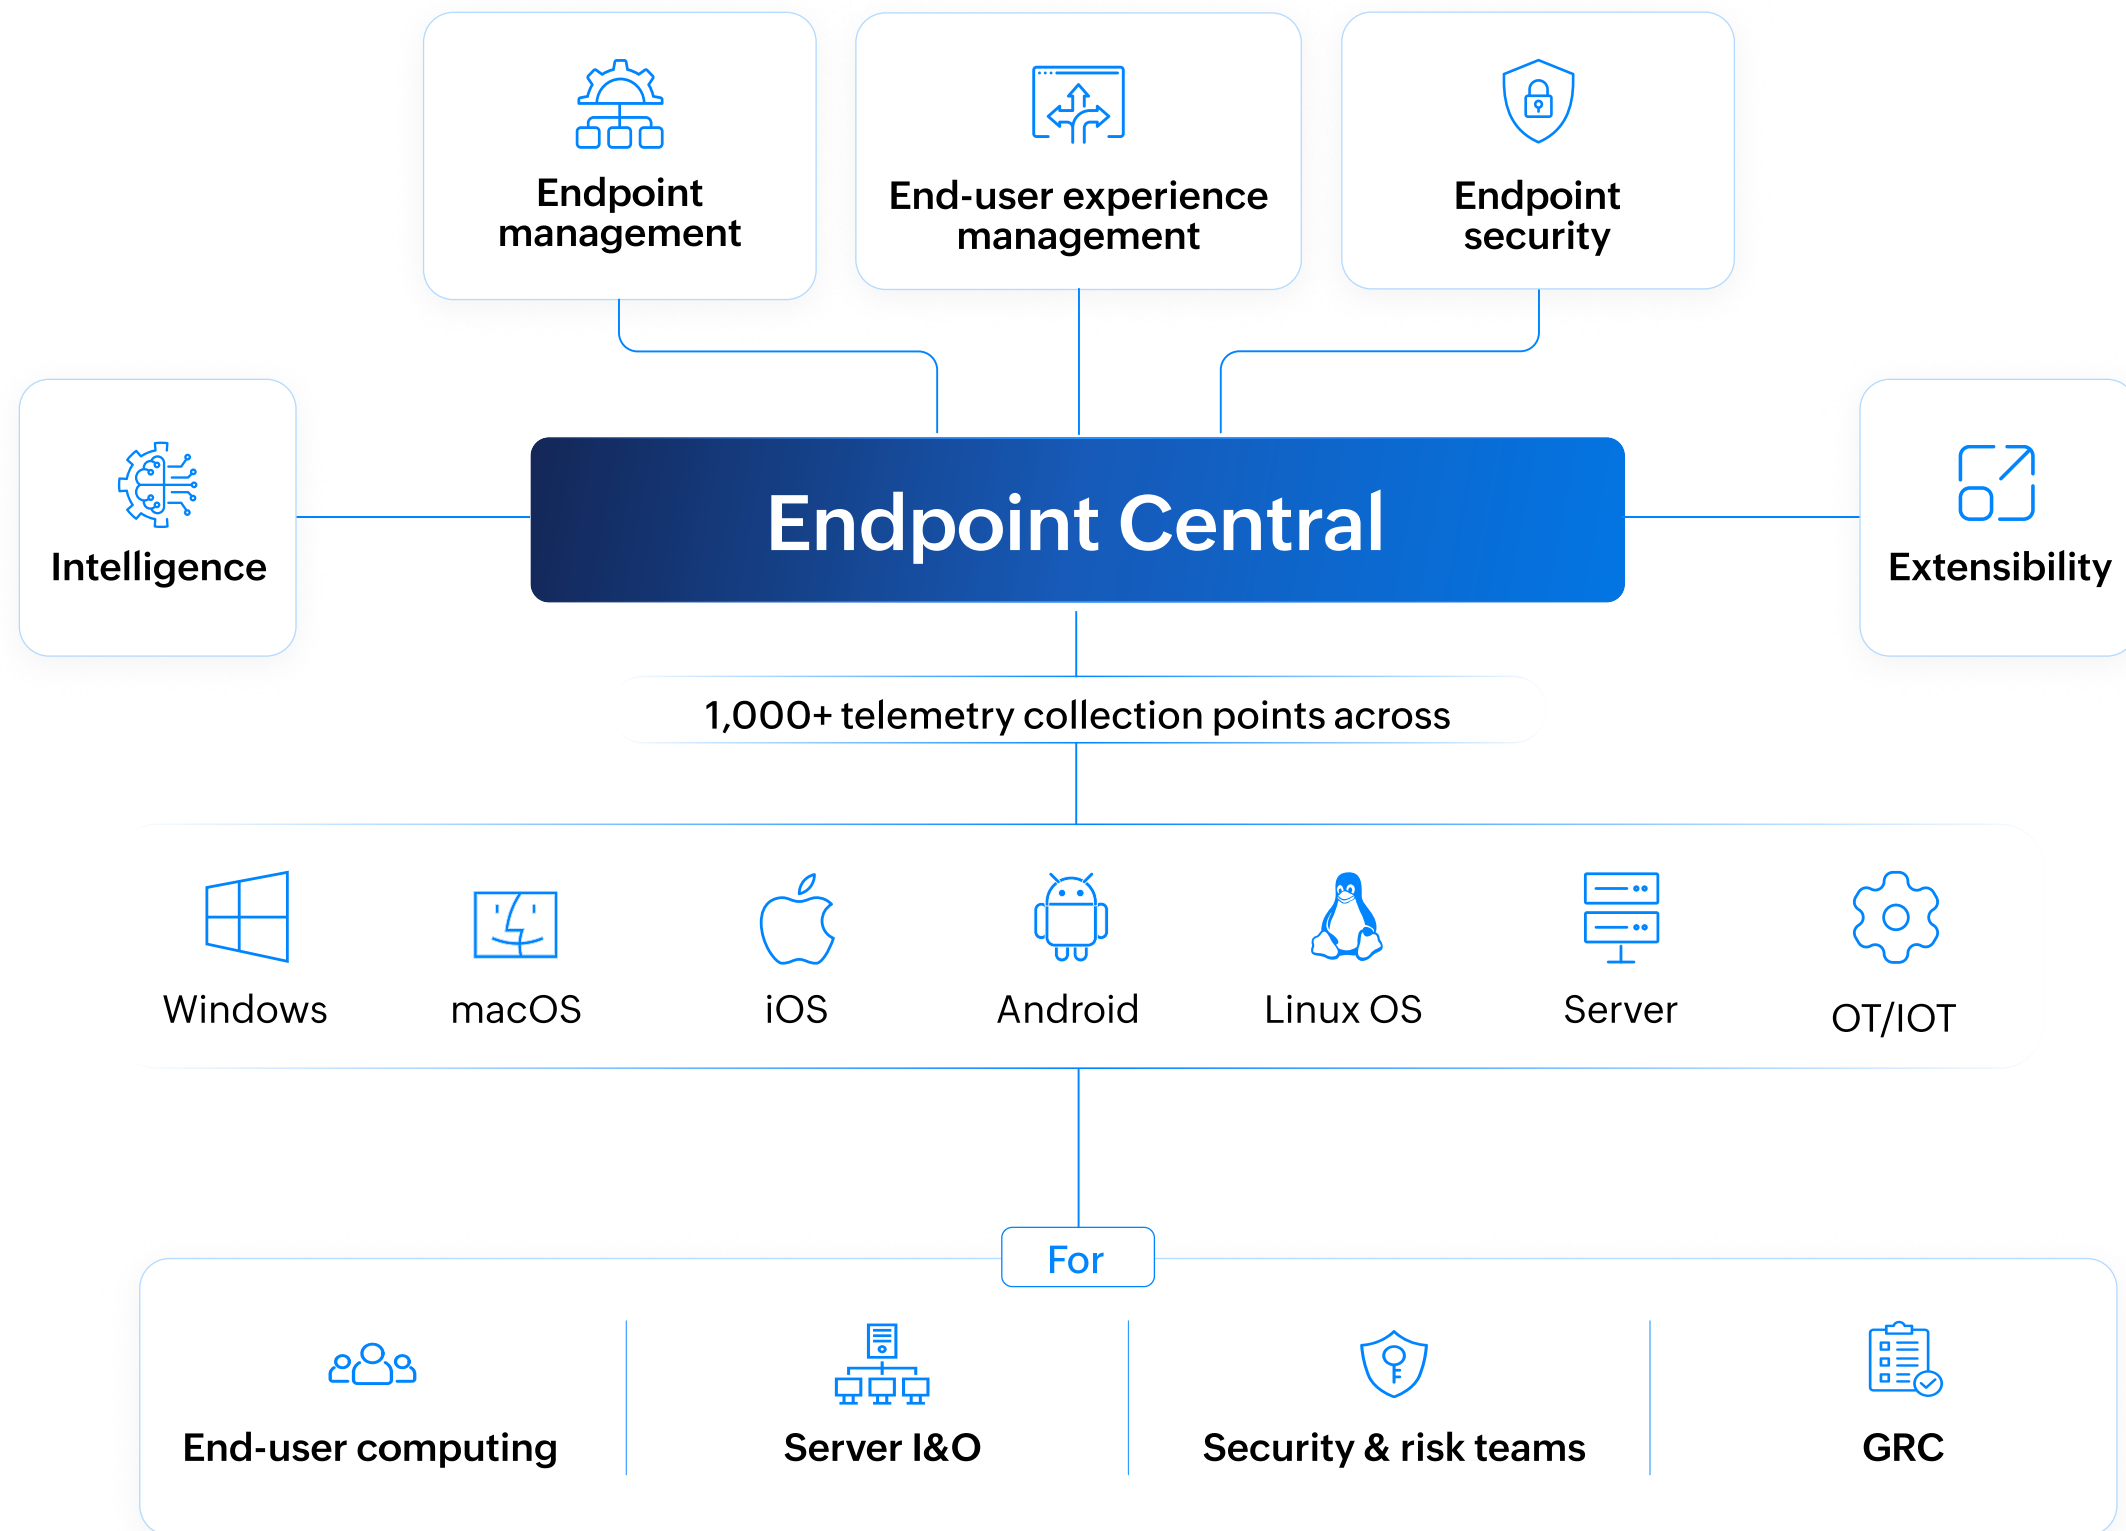 Endpoint
management
End-user experience
management
Endpoint
security
Intelligence
Endpoint Central
Extensibility
1,000+ telemetry collection points across
Windows
macOS
iOS
Android
Linux OS
Server
OT/IOT
For
End-user computing
Server I&O
Security & risk teams
GRC